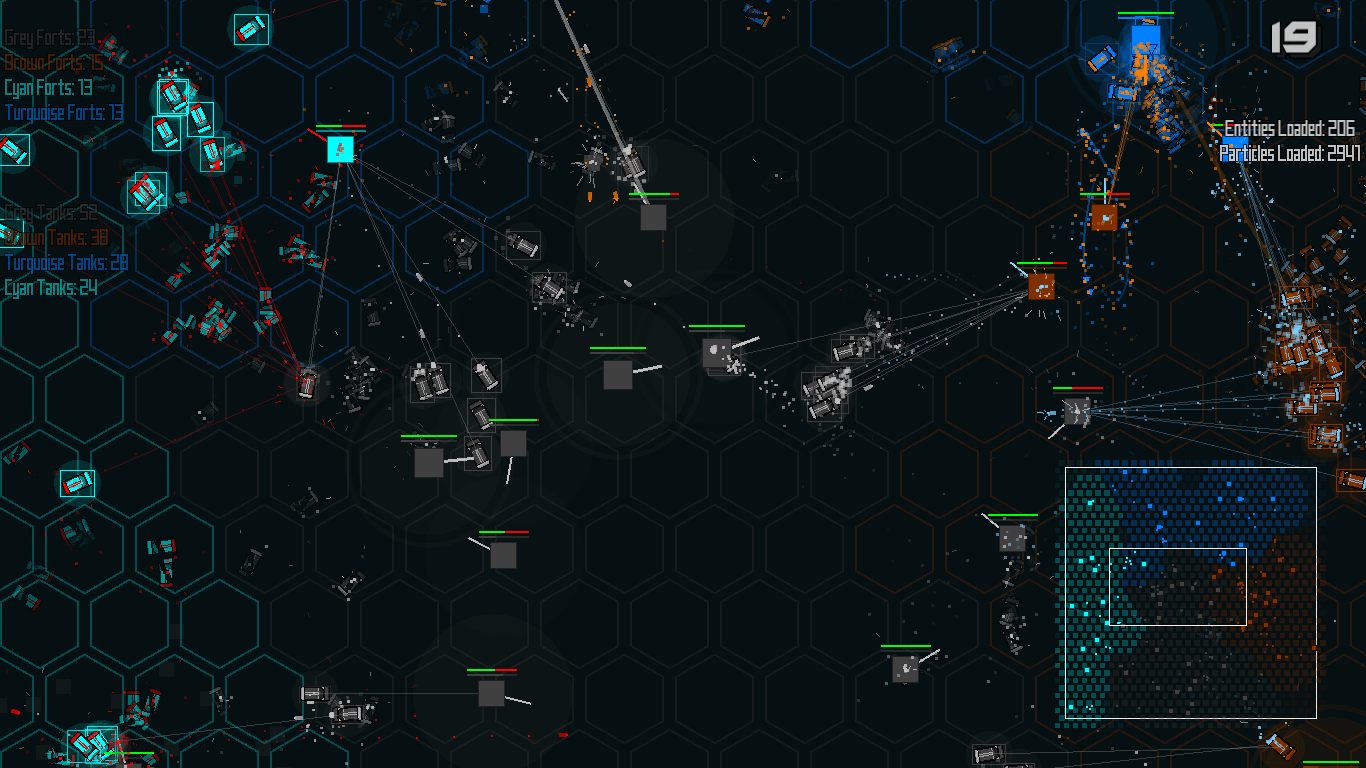 Grey Forts: 23
Brown Forts: 15
Cyan Forts: 13
Turquoise Forts: 13
Grey Tanks: 52
Brown Tanks: 38
Turquoise Tanks: 28
Cyan Tanks: 24
19
Entities Loaded: 206
Particles Loaded: 2941